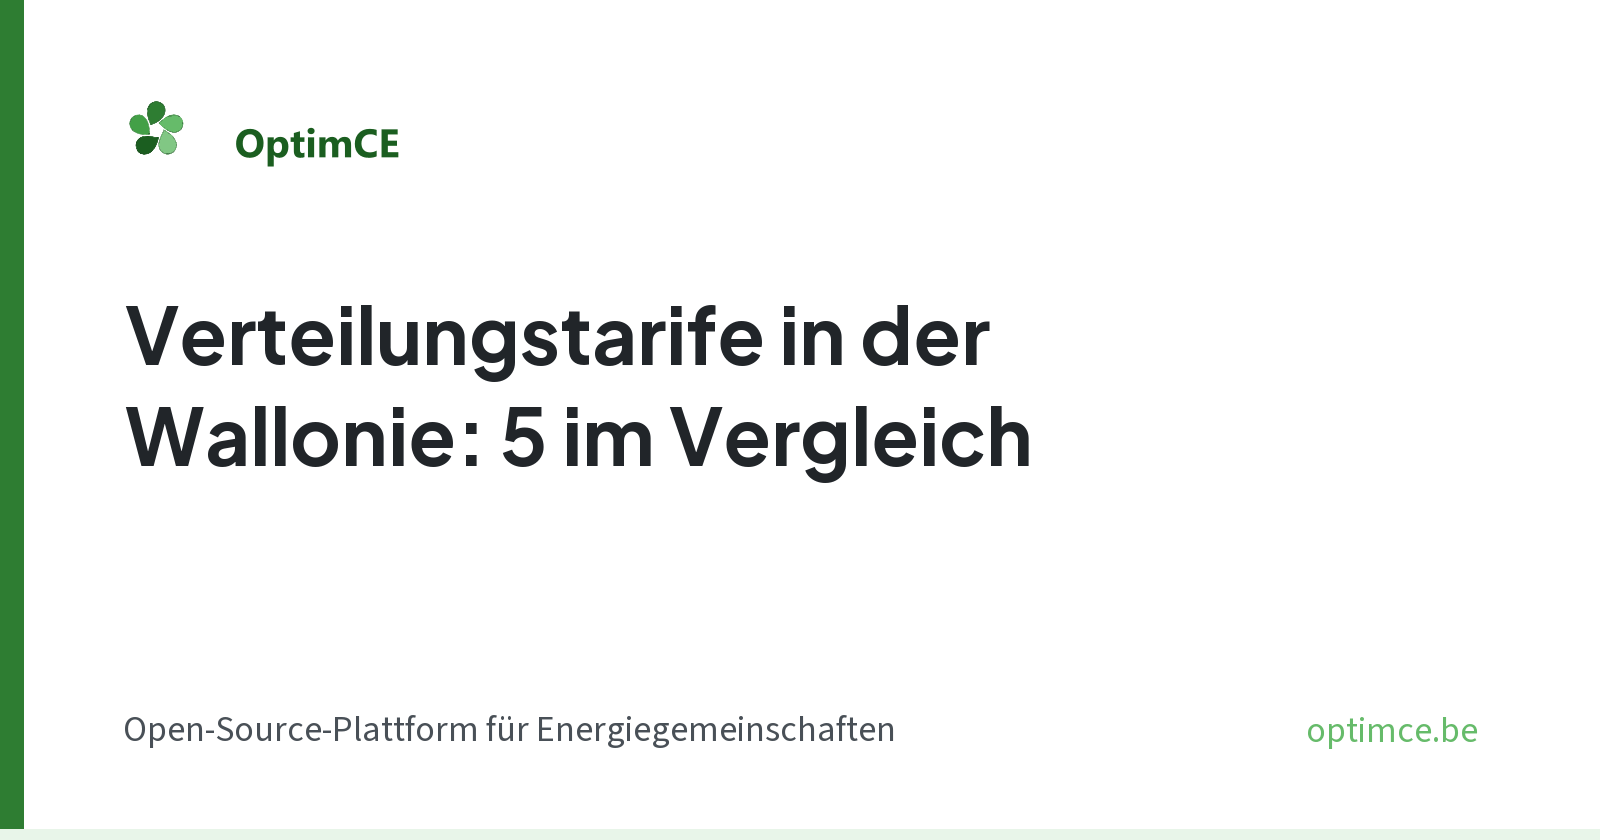 OptimCE
Verteilungstarife in der
Wallonie: 5 im Vergleich
Open-Source-Plattform für Energiegemeinschaften
optimce.be